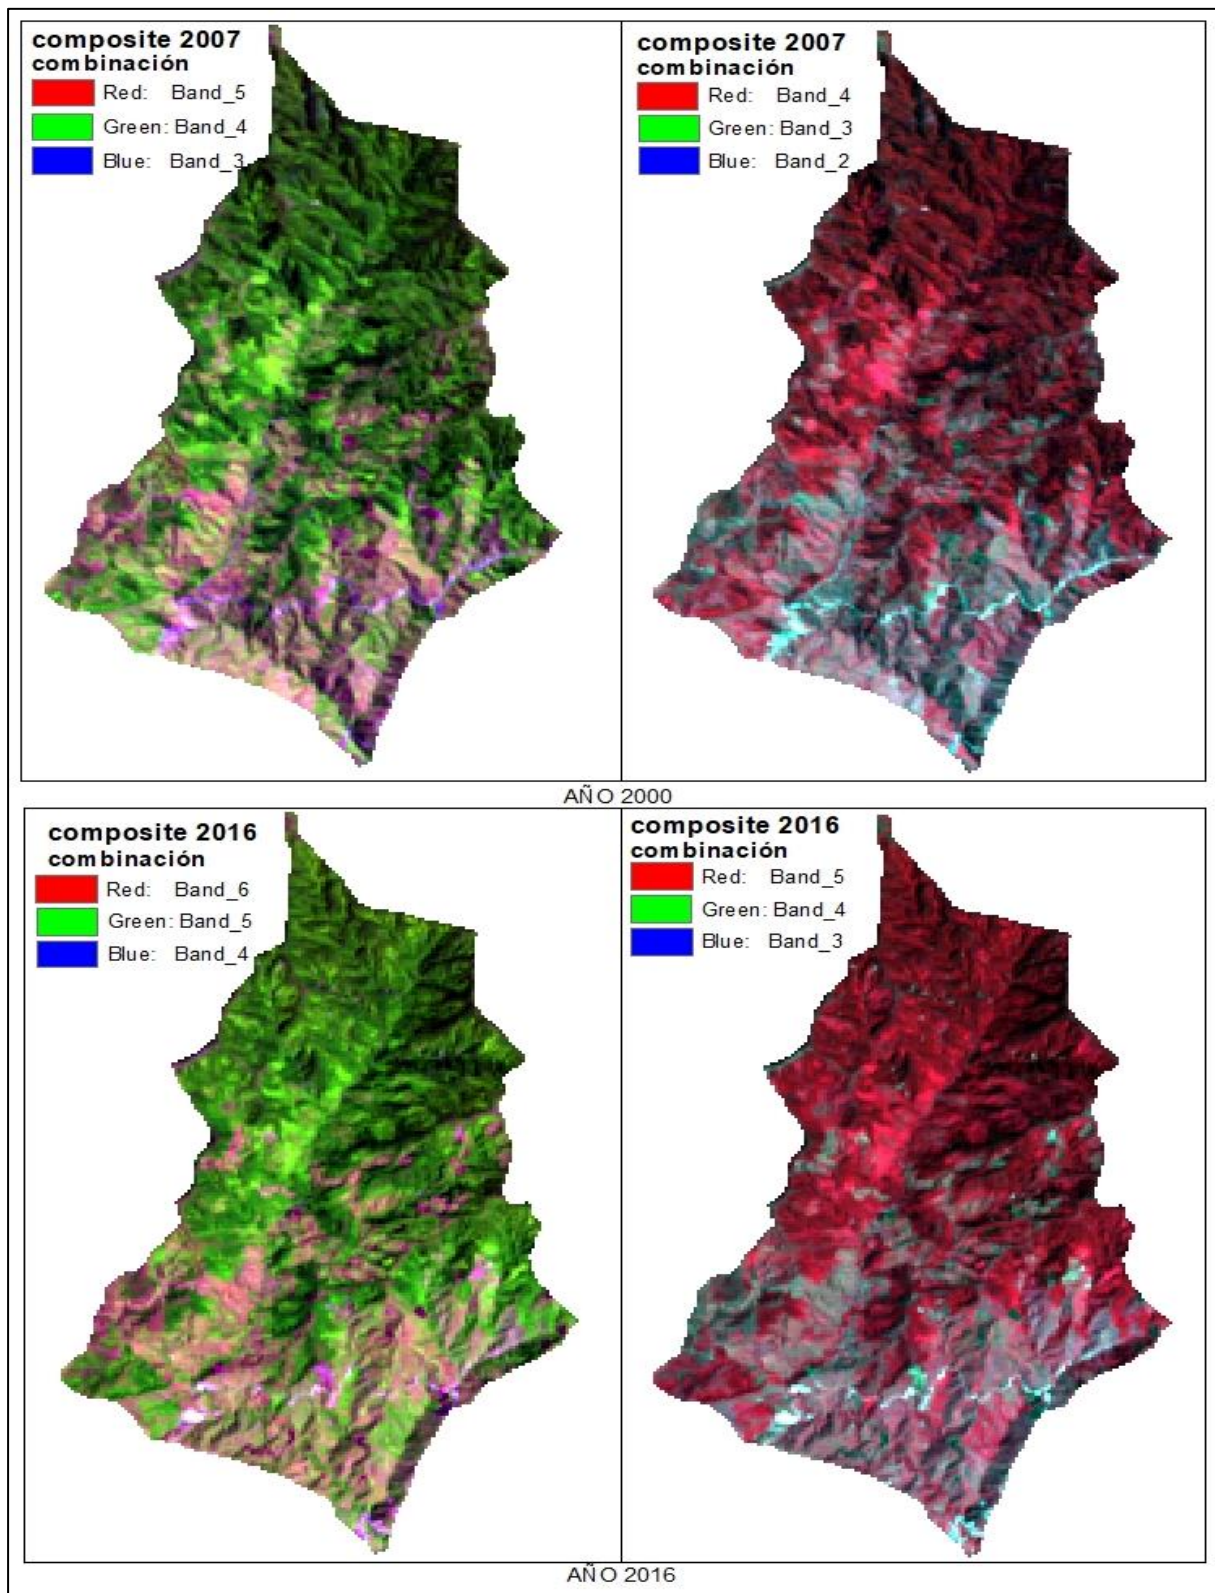 composite 2007
combinación
Red: Band_5
Green: Band_4
Blue: Band_3
composite 2007
combinación
Red: Band_4
Green: Band_3
Blue: Band_2
AÑO 2000
composite 2016
combinación
Red: Band_6
Green: Band_5
Blue: Band_4
composite 2016
combinación
Red: Band_5
Green: Band_4
Blue: Band_3
AÑO 2016